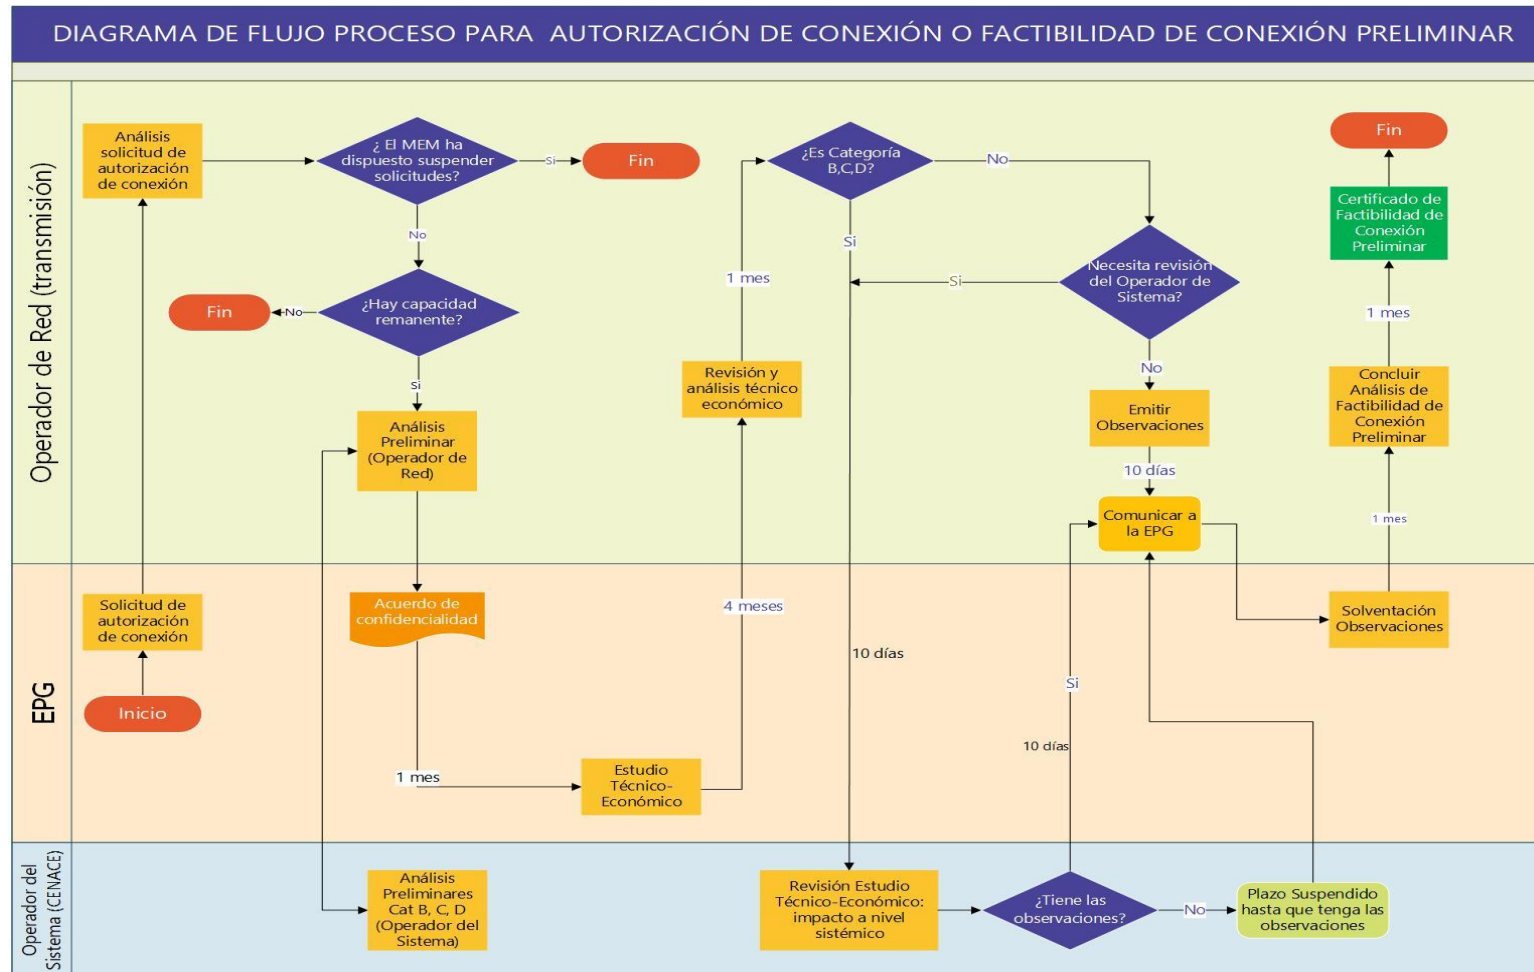 DIAGRAMA DE FLUJO PROCESO PARA AUTORIZACIÓN DE CONEXIÓN O FACTIBILIDAD DE CONEXIÓN PRELIMINAR
Operador de Red (transmisión)
Análisis
solicitud de
autorización
de conexión
¿ El MEM ha
dispuesto suspender
solicitudes?
Si
Fin
No
¿Hay capacidad
remanente?
No
Fin
Si
Análisis
Preliminar
(Operador de
Red)
Revisión y
análisis técnico
económico
1 mes
¿Es Categoría
B,C,D?
No
Si
Necesita revisión
del Operador de
Sistema?
Si
No
Emitir
Observaciones
10 días
Comunicar a
la EPG
Fin
Certificado de
Factibilidad de
Conexión
Preliminar
1 mes
Concluir
Análisis de
Factibilidad de
Conexión
Preliminar
1 mes
EPG
Solicitud de
autorización
de conexión
Inicio
Acuerdo de
confidencialidad
1 mes
Estudio
Técnico-
Económico
4 meses
10 días
Si
10 días
Solventación
Observaciones
Operador del
Sistema (CENACE)
Análisis
Preliminares
Cat B, C, D
(Operador del
Sistema)
Revisión Estudio
Técnico-Económico:
impacto a nivel
sistémico
¿Tiene las
observaciones?
No
Plazo Suspendido
hasta que tenga las
observaciones